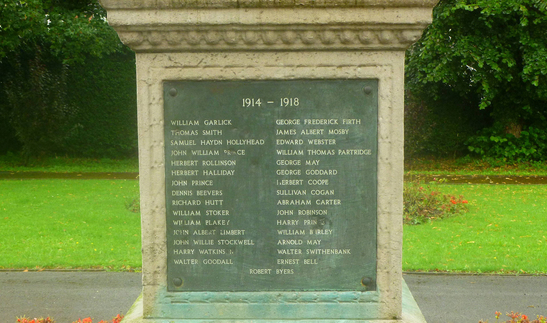 1914 - 1918
WILLIAM GARLICK
THOMAS SMITH
SAMUEL HAYDN HOLLYHEAD
JOHN WILLIAM
HERBERT ROLLINSON
HERBERT HALLIDAY
JOHN PRINCE
DENNIS BEEVERS
RICHARD HUTT
WILLIAM STOKER
WILLIAM BLAKE
JOHN ALBERT LIMBERT
JOHN WILLIE STOCKWELL
HARRY WATKINS
WALTER GOODALL
GEORGE FREDERICK FIRTH
JAMES ALBERT MOSBY
EDWARD WEBSTER
WILLIAM THOMAS PARTRIDGE
GEORGE MAY
GEORGE GODDARD
HERBERT COOPE
SULLIVAN COGAN
ABRAHAM CARTER
JOHN ROBINSON
HARRY
WILLIAM
ARNOLD MAY
WALTER SWITHENBANK
ERNEST BELL
ROBERT BYERS